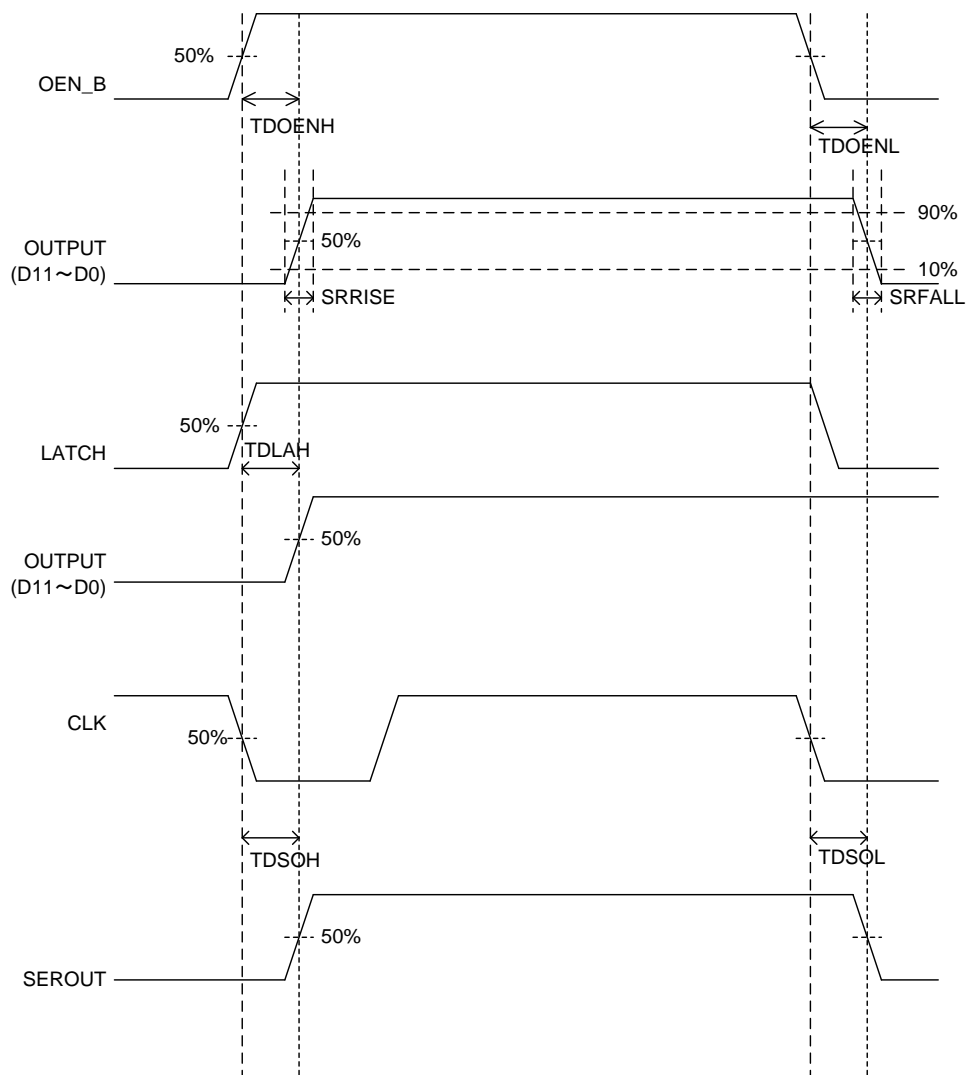 50%
OEN_B
TDOENH
TDOENL
90%
OUTPUT
(D11～D0)
50%
10%
SRRISE
SRFALL
50%
LATCH
TDLAH
50%
OUTPUT
(D11～D0)
CLK
50%
TDSOH
TDSOL
50%
SEROUT